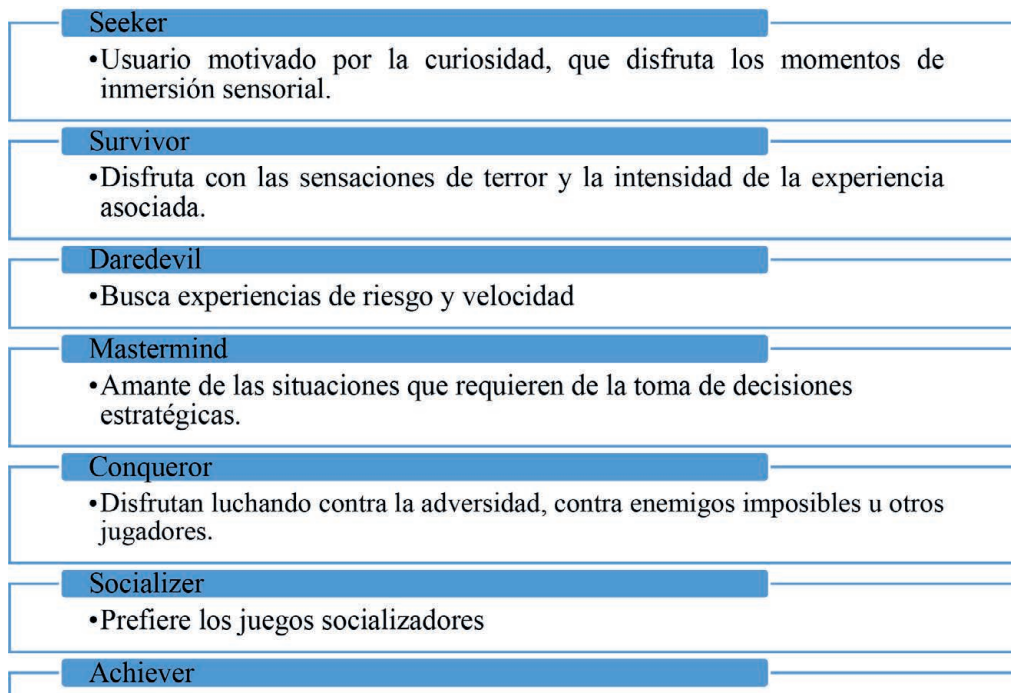 Seeker
•Usuario motivado por la curiosidad, que disfruta los momentos de
inmersión sensorial.
Survivor
•Disfruta con las sensaciones de terror y la intensidad de la experiencia
asociada.
Daredevil
•Busca experiencias de riesgo y velocidad
Mastermind
•Amante de las situaciones que requieren de la toma de decisiones
estratégicas.
Conqueror
•Disfrutan luchando contra la adversidad, contra enemigos imposibles u otros
jugadores.
Socializer
•Prefiere los juegos socializadores
Achiever